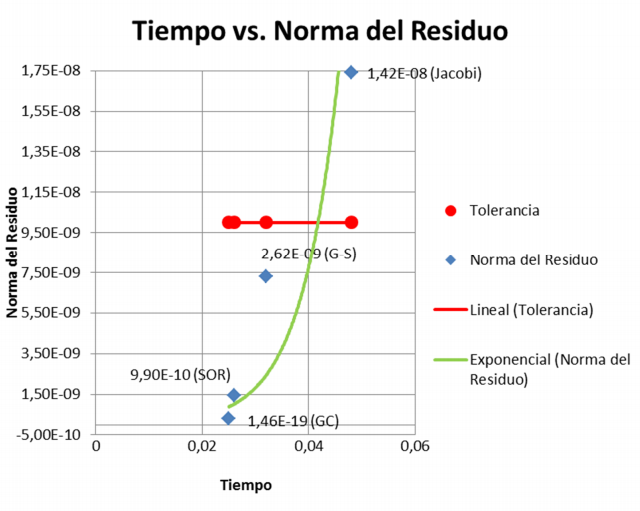 Tiempo vs. Norma del Residuo
1,75E-08
1,55E-08
1,35E-08
1,15E-08
9,50E-09
7,50E-09
5,50E-09
3,50E-09
1,50E-09
-5,00E-10
Norma del Residuo
1,42E-08 (Jacobi)
2,62E-09 (G-S)
9,90E-10 (SOR)
1,46E-19 (GC)
0
0,02
0,04
0,06
Tiempo
Tolerancia
Norma del Residuo
Lineal (Tolerancia)
Exponencial (Norma del
Residuo)